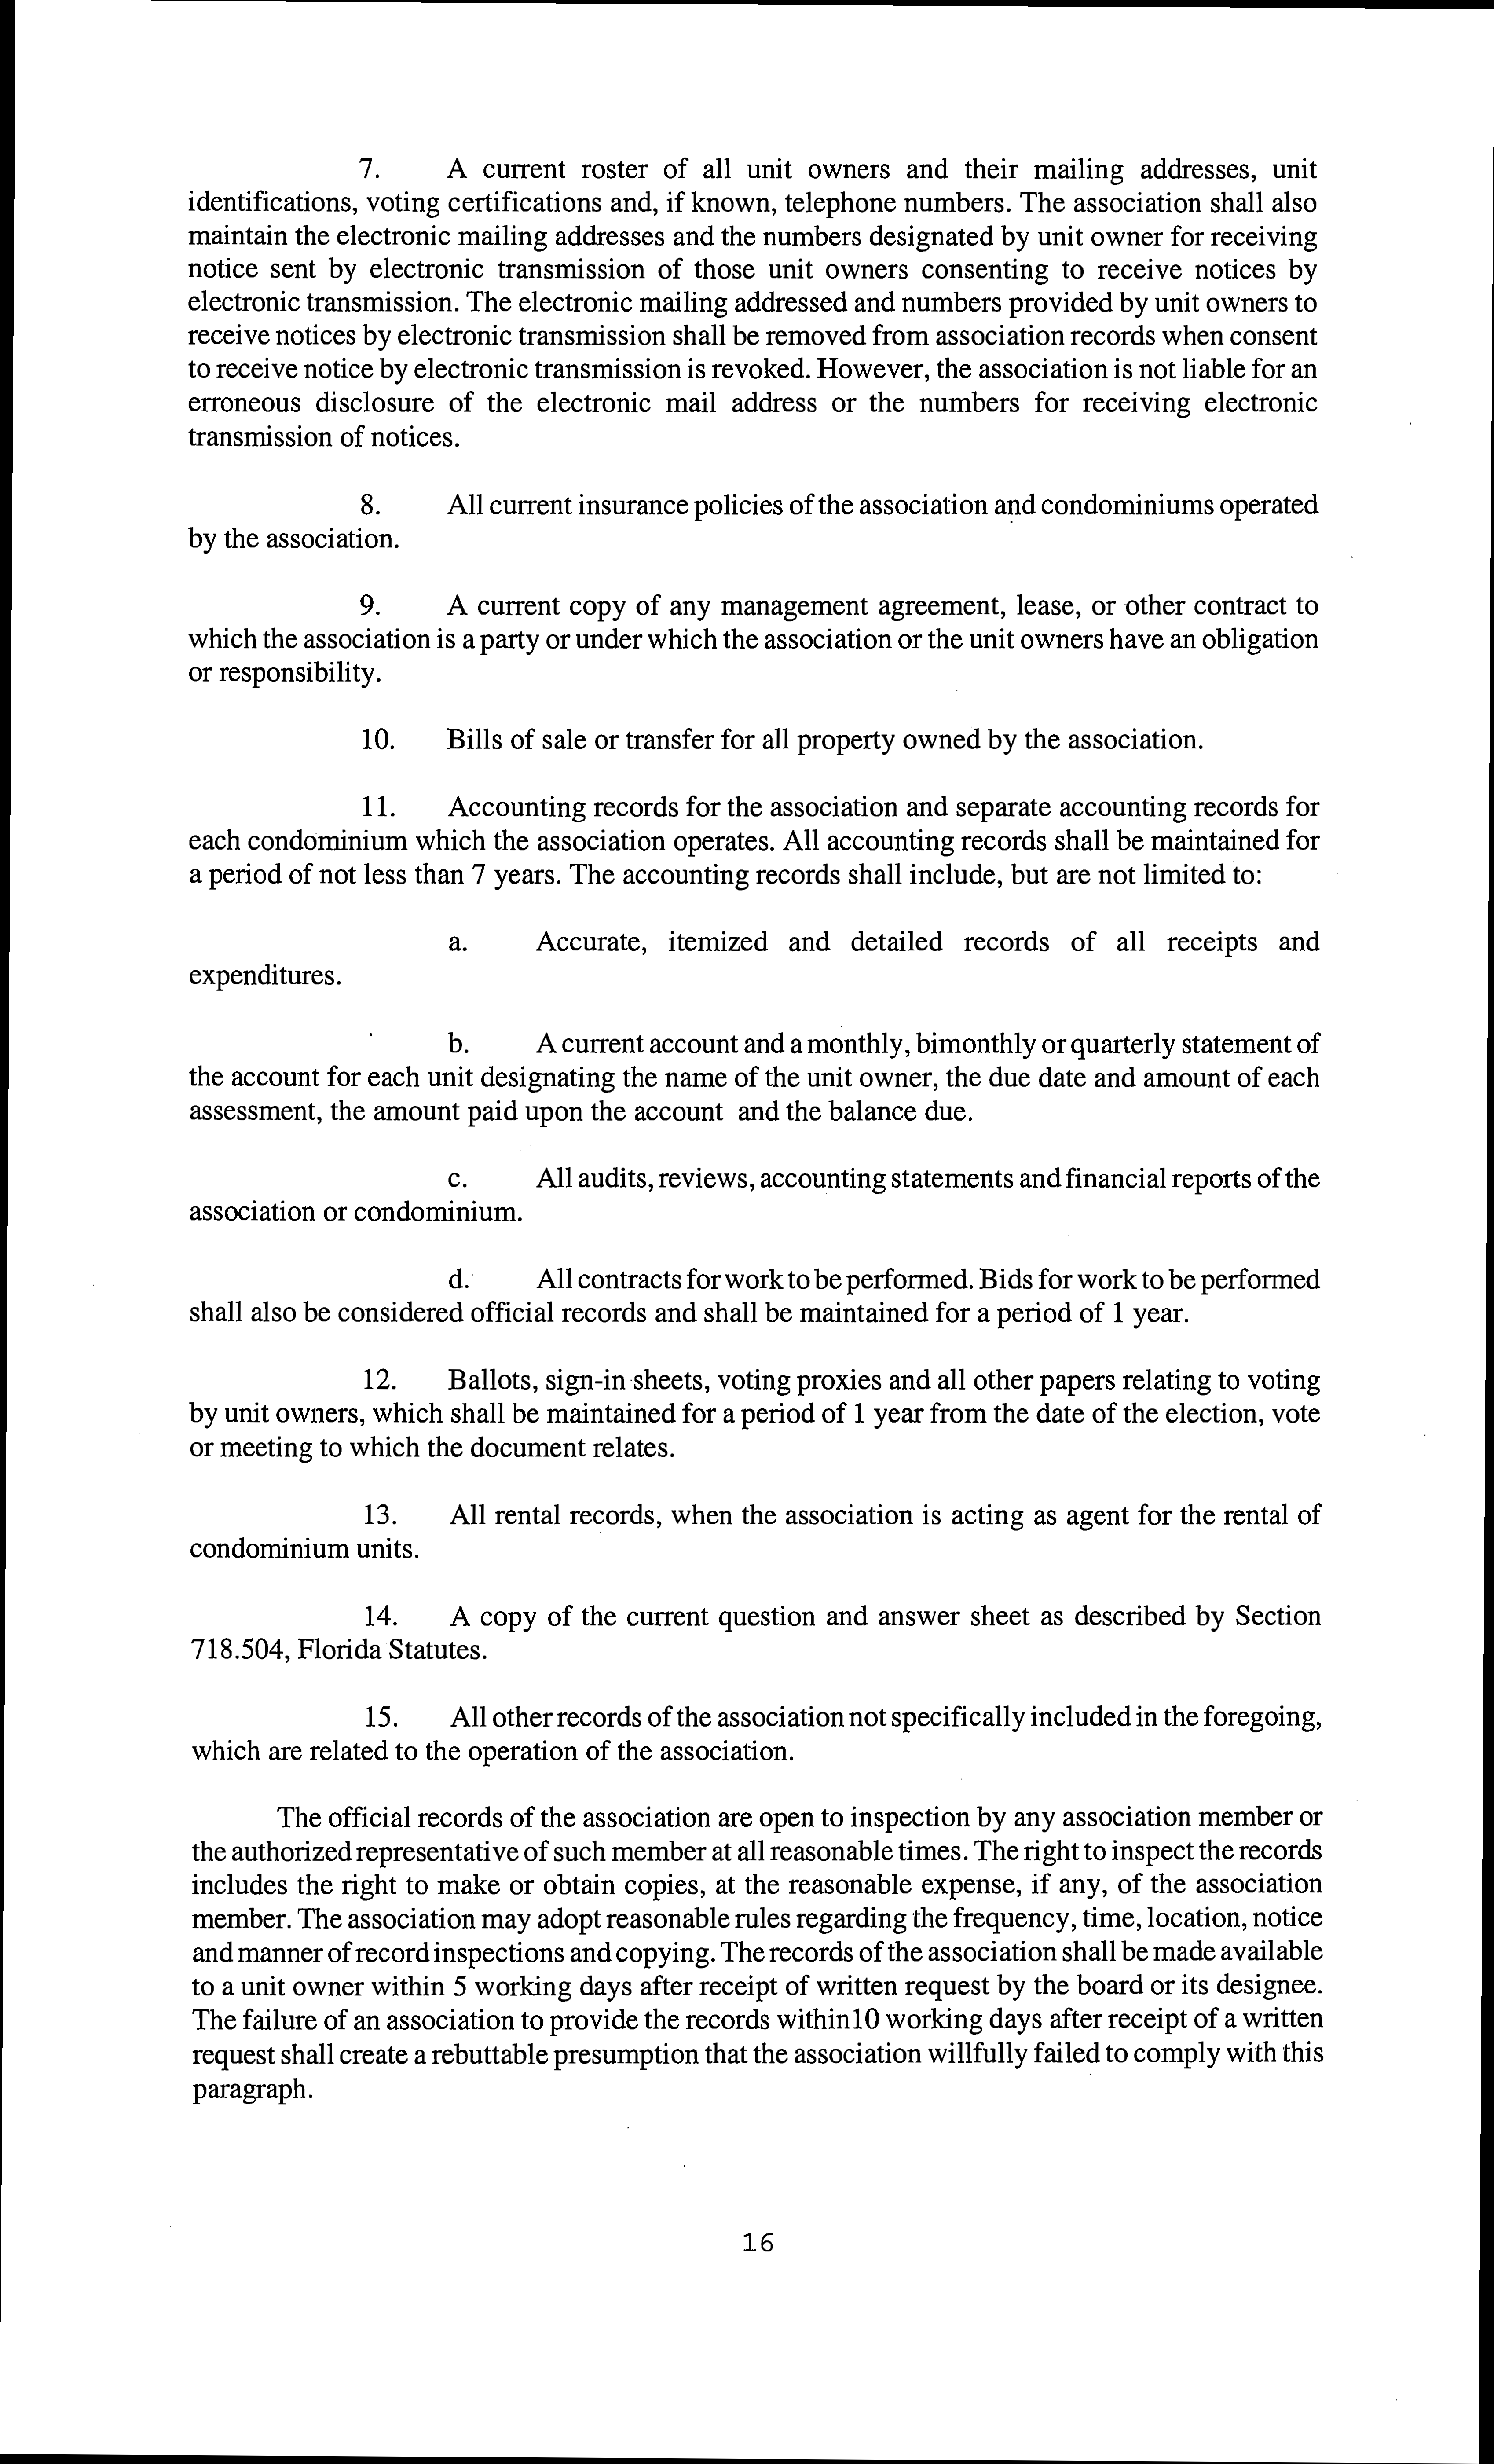 7. A current roster of all unit owners and their mailing addresses, unit
identifications, voting certifications and, if known, telephone numbers. The association shall also
maintain the electronic mailing addresses and the numbers designated by unit owner for receiving
notice sent by electronic transmission of those unit owners consenting to receive notices by
electronic transmission. The electronic mailing addressed and numbers provided by unit owners to
receive notices by electronic transmission shall be removed from association records when consent
to receive notice by electronic transmission is revoked. However, the association is not liable for an
erroneous disclosure of the electronic mail address or the numbers for receiving electronic
transmission of notices.
8. All current insurance policies of the association and condominiums operated
by the association.
9. A current copy of any management agreement, lease, or other contract to
which the association is a party or under which the association or the unit owners have an obligation
or responsibility.
10. Bills of sale or transfer for all property owned by the association.
11. Accounting records for the association and separate accounting records for
each condominium which the association operates. All accounting records shall be maintained for
a period of not less than 7 years. The accounting records shall include, but are not limited to:
a. Accurate, itemized and detailed records of all receipts and
expenditures.
b. A current account and a monthly, bimonthly or quarterly statement of
the account for each unit designating the name of the unit owner, the due date and amount of each
assessment, the amount paid upon the account and the balance due.
c. All audits, reviews, accounting statements and financial reports of the
association or condominium.
d. All contracts for work to be performed. Bids for work to be performed
shall also be considered official records and shall be maintained for a period of 1 year.
12. Ballots, sign-in sheets, voting proxies and all other papers relating to voting
by unit owners, which shall be maintained for a period of 1 year from the date of the election, vote
or meeting to which the document relates.
13. All rental records, when the association is acting as agent for the rental of
condominium units.
14. A copy of the current question and answer sheet as described by Section
718.504, Florida Statutes.
15. All other records of the association not specifically included in the foregoing,
which are related to the operation of the association.
The official records of the association are open to inspection by any association member or
the authorized representative of such member at all reasonable times. The right to inspect the records
includes the right to make or obtain copies, at the reasonable expense, if any, of the association
member. The association may adopt reasonable rules regarding the frequency, time, location, notice
and manner of record inspections and copying. The records of the association shall be made available
to a unit owner within 5 working days after receipt of written request by the board or its designee.
The failure of an association to provide the records within10 working days after receipt of a written
request shall create a rebuttable presumption that the association willfully failed to comply with this
paragraph.
16